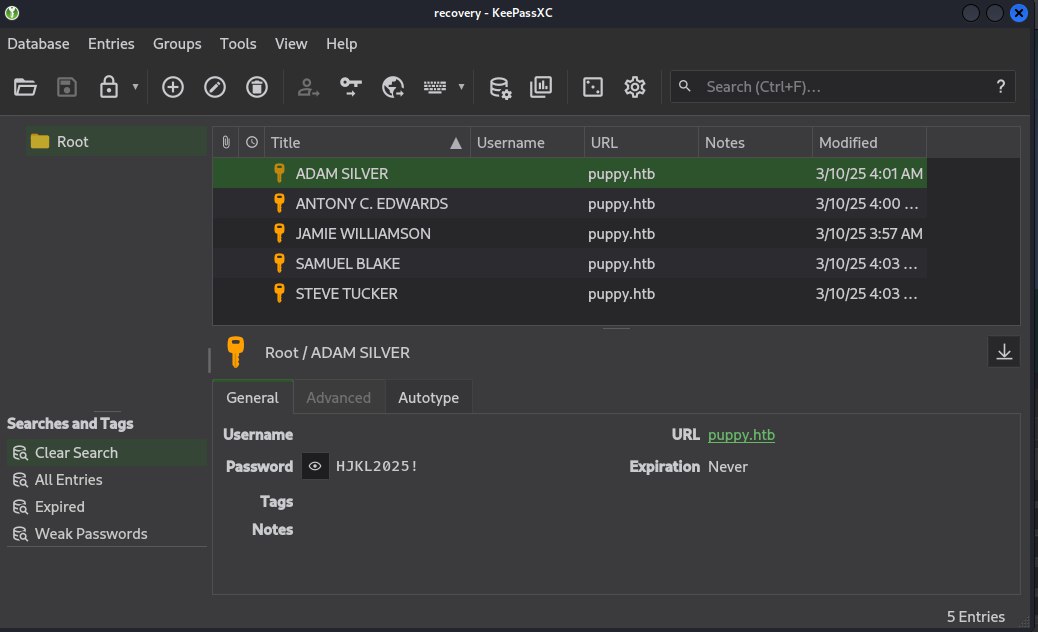 recovery - KeePassXC
Database Entries Groups Tools View Help
Search (Ctrl+F)... ?
Root
Title Username URL Notes Modified
ADAM SILVER puppy.htb 3/10/25 4:01 AM
ANTONY C. EDWARDS puppy.htb 3/10/25 4:00 ...
JAMIE WILLIAMSON puppy.htb 3/10/25 3:57 AM
SAMUEL BLAKE puppy.htb 3/10/25 4:03 ...
STEVE TUCKER puppy.htb 3/10/25 4:03 ...
Root / ADAM SILVER
General Advanced Autotype
Username URL puppy.htb
Password HJKL2025! Expiration Never
Tags
Notes
Searches and Tags
Clear Search
All Entries
Expired
Weak Passwords
5 Entries